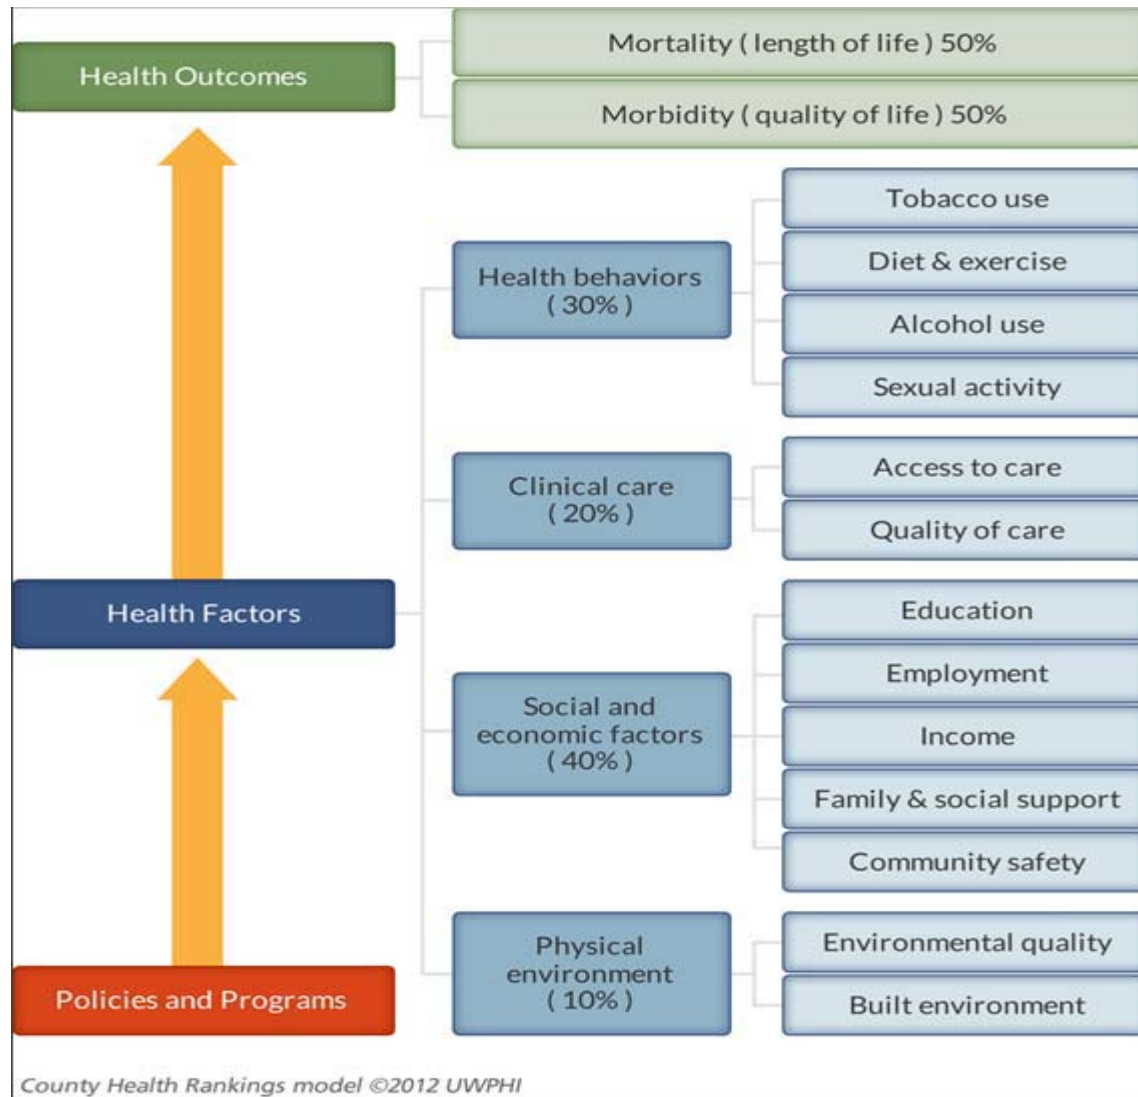 Health Outcomes
Mortality ( length of life ) 50%
Morbidity ( quality of life ) 50%
Health Factors
Health behaviors
( 30% )
Tobacco use
Diet & exercise
Alcohol use
Sexual activity
Clinical care
( 20% )
Access to care
Quality of care
Social and
economic factors
( 40% )
Education
Employment
Income
Family & social support
Community safety
Physical
environment
( 10% )
Environmental quality
Built environment
Policies and Programs
County Health Rankings model ©2012 UWPHI